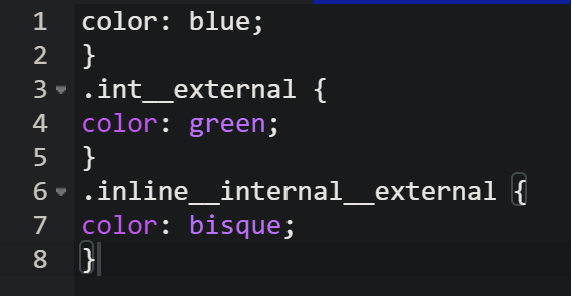 1 color: blue;
2 }
3 .int__external {
4 color: green;
5 }
6 .inline__internal__external {
7 color: bisque;
8 }